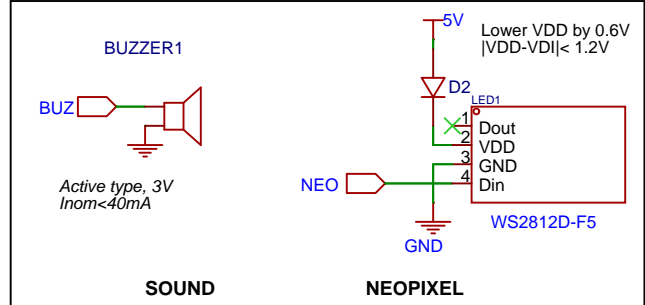 BUZZER1
BUZ
Active type, 3V
Inom<40mA
SOUND
5V
Lower VDD by 0.6V
|VDD-VDI|< 1.2V
D2
LED1
1 Dout
2 VDD
3 GND
4 Din
NEO
WS2812D-F5
GND
NEOPIXEL